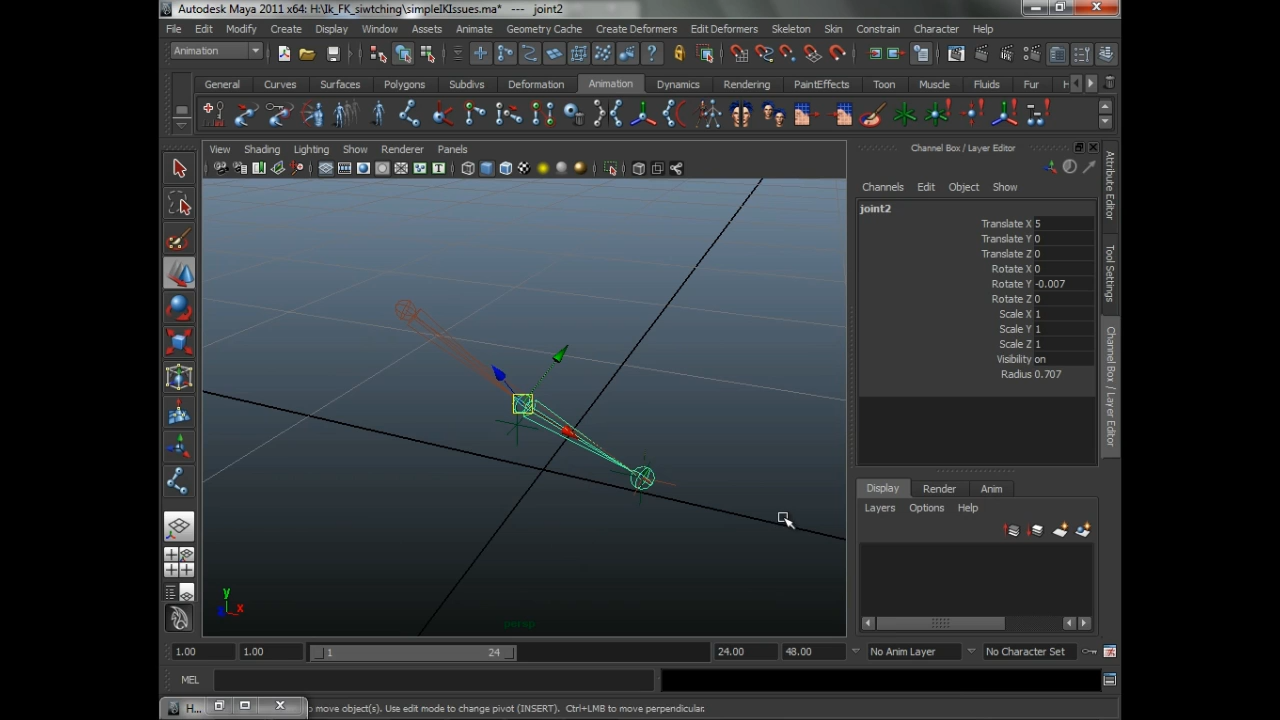 Autodesk Maya 2011 x64: H:\Ik_FK_siwtching\simpleIKIssues.ma* --- joint2
File Edit Modify Create Display Window Assets Animate Geometry Cache Create Deformers Edit Deformers Skeleton Skin Constrain Character Help
Animation
General Curves Surfaces Polygons Subdivs Deformation Animation Dynamics Rendering PaintEffects Toon Muscle Fluids Fur
View Shading Lighting Show Renderer Panels
Channel Box / Layer Editor
Channels Edit Object Show
joint2
Translate X 5
Translate Y 0
Translate Z 0
Rotate X 0
Rotate Y -0.007
Rotate Z 0
Scale X 1
Scale Y 1
Scale Z 1
Visibility on
Radius 0.707
Attribute Editor
Tool Settings
Channel Box / Layer Editor
Display Render Anim
Layers Options Help
y
x
persp
1.00 1.00 1 24 24.00 48.00 No Anim Layer No Character Set
MEL
H... to move object(s). Use edit mode to change pivot (INSERT). Ctrl+LMB to move perpendicular.